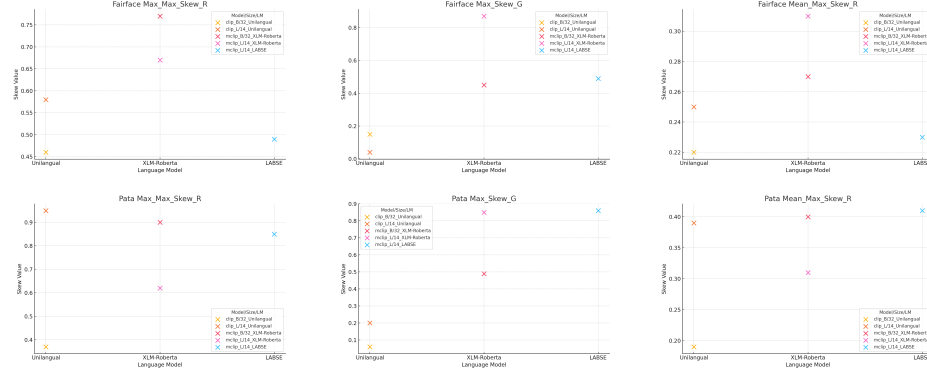 Fairface Max_Max_Skew_R
Skew Value
0.75
0.70
0.65
0.60
0.55
0.50
0.45
Unilangual
XLM-Roberta
LABSE
Language Model
Model/Size/LM
clip_B/32_Unilangual
clip_L/14_Unilangual
mclip_B/32_XLM-Roberta
mclip_L/14_XLM-Roberta
mclip_L/14_LABSE
Fairface Max_Max_Skew_G
Skew Value
0.8
0.6
0.4
0.2
0.0
Unilangual
XLM-Roberta
LABSE
Language Model
Model/Size/LM
clip_B/32_Unilangual
clip_L/14_Unilangual
mclip_B/32_XLM-Roberta
mclip_L/14_XLM-Roberta
mclip_L/14_LABSE
Fairface Mean_Max_Skew_R
Skew Value
0.30
0.28
0.26
0.24
0.22
Unilangual
XLM-Roberta
LABSE
Language Model
Model/Size/LM
clip_B/32_Unilangual
clip_L/14_Unilangual
mclip_B/32_XLM-Robert
mclip_L/14_XLM-Robert
mclip_L/14_LABSE
Pata Max_Max_Skew_R
Skew Value
0.9
0.8
0.7
0.6
0.5
0.4
Unilangual
XLM-Roberta
LABSE
Language Model
Model/Size/LM
clip_B/32_Unilangual
clip_L/14_Unilangual
mclip_B/32_XLM-Roberta
mclip_L/14_XLM-Roberta
mclip_L/14_LABSE
Pata Max_Max_Skew_G
Skew Value
0.9
0.8
0.7
0.6
0.5
0.4
0.3
0.2
0.1
Unilangual
XLM-Roberta
LABSE
Language Model
Model/Size/LM
clip_B/32_Unilangual
clip_L/14_Unilangual
mclip_B/32_XLM-Roberta
mclip_L/14_XLM-Roberta
mclip_L/14_LABSE
Pata Mean_Max_Skew_R
Skew Value
0.40
0.35
0.30
0.25
0.20
Unilangual
XLM-Roberta
LABSE
Language Model
Model/Size/LM
clip_B/32_Unilangual
clip_L/14_Unilangual
mclip_B/32_XLM-Robert
mclip_L/14_XLM-Robert
mclip_L/14_LABSE